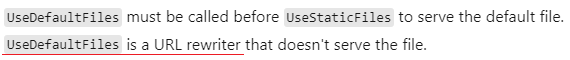 UseDefaultFiles must be called before UseStaticFiles to serve the default file.
UseDefaultFiles is a URL rewriter that doesn't serve the file.